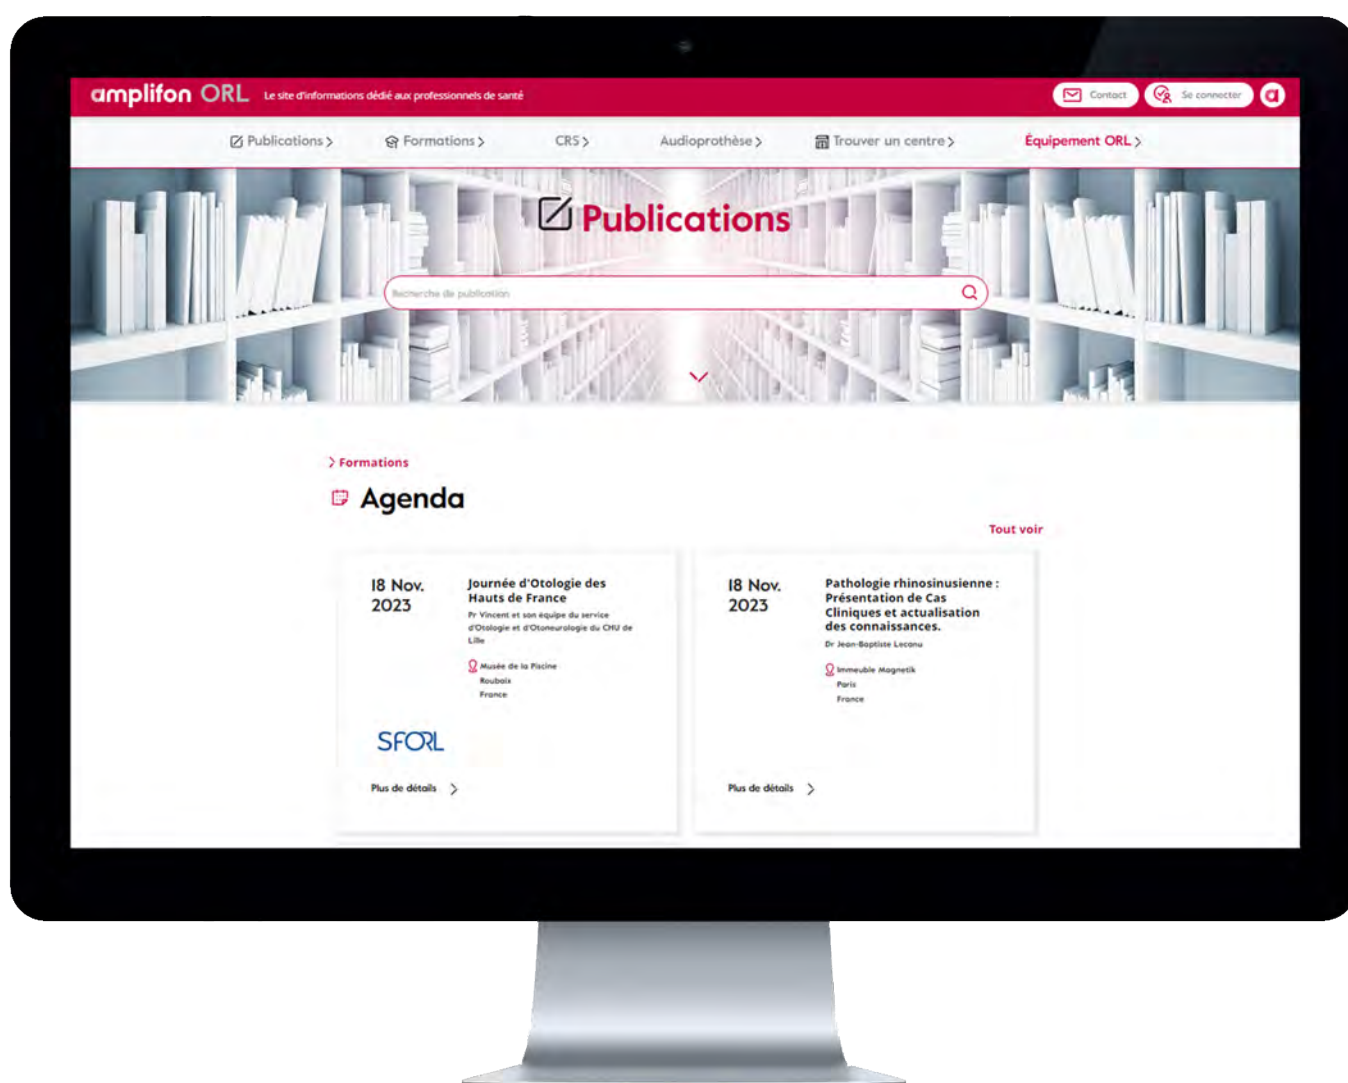 amplifon ORL Le site d'informations dédié aux professionnels de santé
Contact
Se connecter
a
Publications >
Formations >
CRS >
Audioprothèse >
Trouver un centre >
Équipement ORL >
Publications
Recherche de publication
> Formations
Agenda
Tout voir
18 Nov.
2023
Journée d'Otologie des
Hauts de France
Pr Vincent et son équipe du service
d'Otologie et d'Otoneurologie du CHU de
Lille
Musée de la Piscine
Roubaix
France
SFORL
Plus de détails >
18 Nov.
2023
Pathologie rhinosinusienne :
Présentation de Cas
Cliniques et actualisation
des connaissances.
Dr Jean-Baptiste Lecanu
Immeuble Magnetik
Paris
France
Plus de détails >